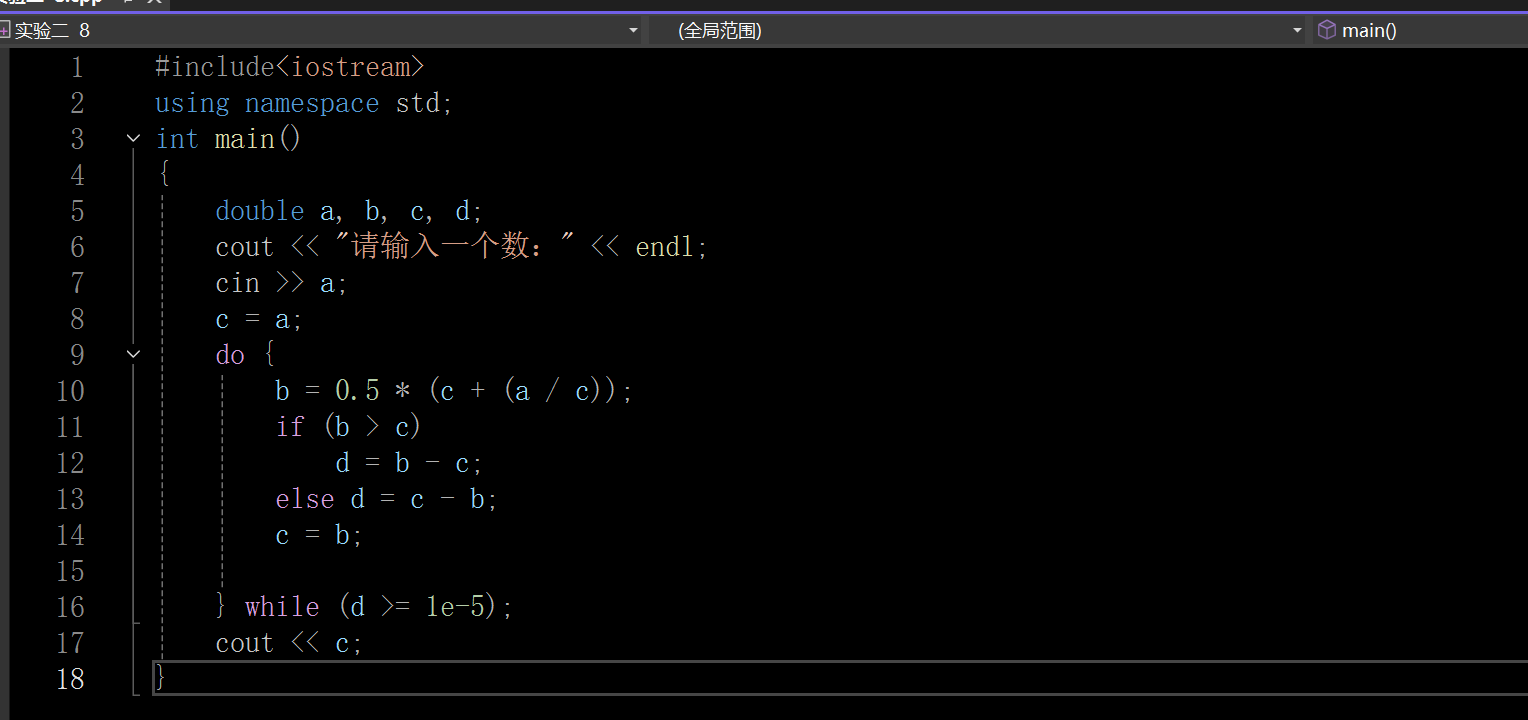 实验二 8 (全局范围) main()
1 #include<iostream>
2 using namespace std;
3 int main()
4 {
5 double a, b, c, d;
6 cout << "请输入一个数：" << endl;
7 cin >> a;
8 c = a;
9 do {
10 b = 0.5 * (c + (a / c));
11 if (b > c)
12 d = b - c;
13 else d = c - b;
14 c = b;
15
16 } while (d >= 1e-5);
17 cout << c;
18 }